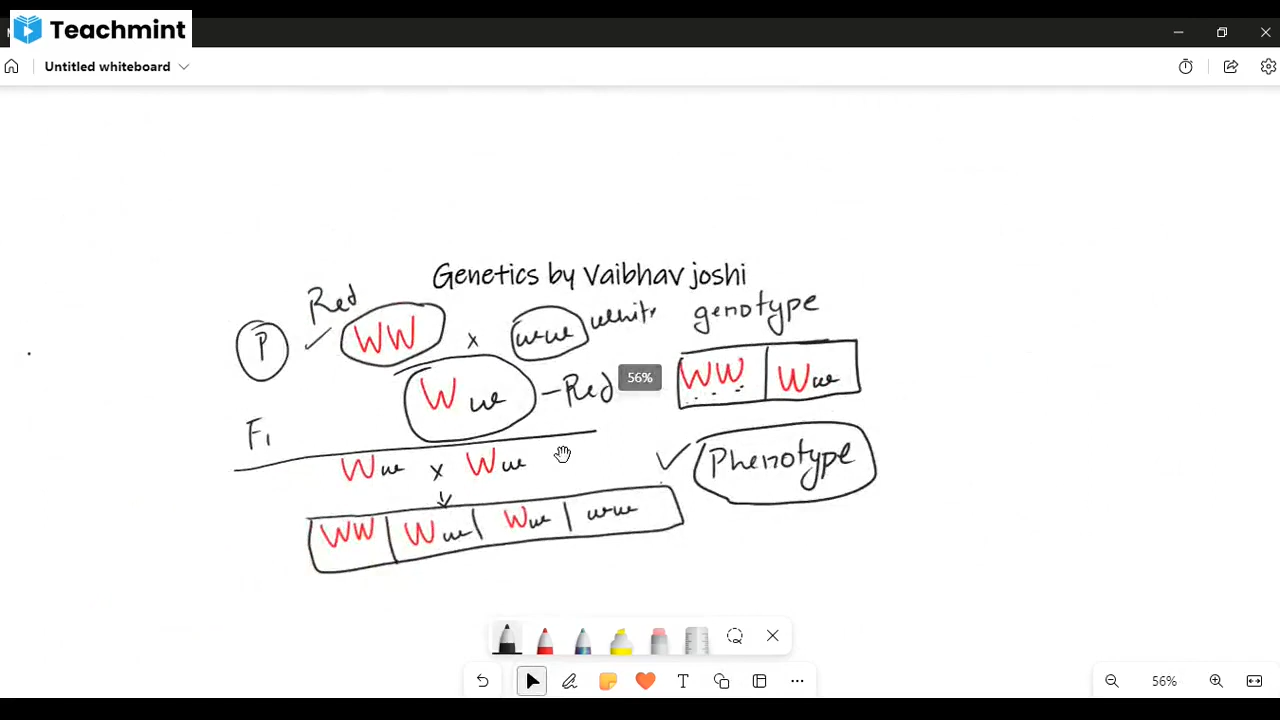 Teachmint
Untitled whiteboard
Genetics by Vaibhav joshi
Red
P WW x ww White genotype
Ww - Red 56% WW Ww
F1
Ww x Ww Phenotype
WW Ww Ww ww
56%